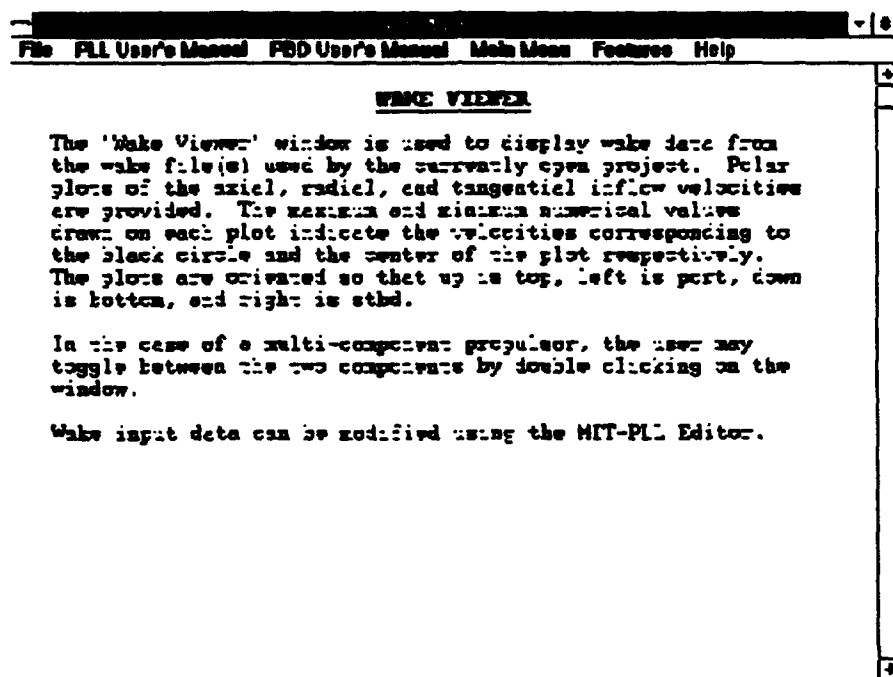 File PLL User's Manual PBD User's Manual Main Menu Features Help
WAKE VIEWER
The 'Wake Viewer' window is used to display wake data from
the wake file(s) used by the currently open project. Polar
plots of the axial, radial, and tangential inflow velocities
are provided. The maximum and minimum numerical values
drawn on each plot indicate the velocities corresponding to
the black circle and the center of the plot respectively.
The plots are oriented so that up is top, left is port, down
is bottom, and right is stbd.
In the case of a multi-component propulsor, the user may
toggle between the two components by double clicking on the
window.
Wake input data can be modified using the MIT-PLL Editor.